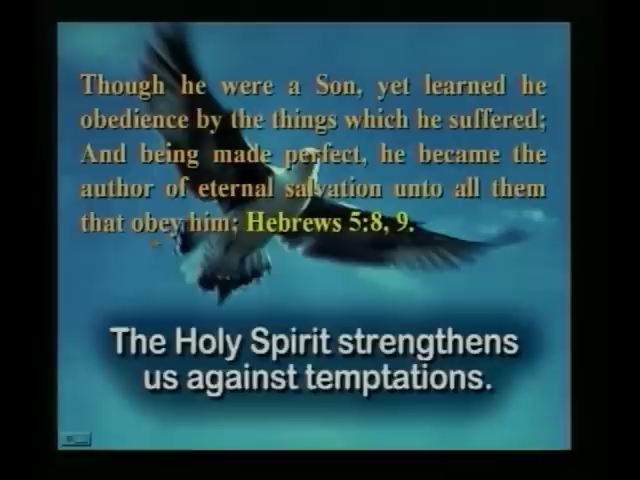 Though he were a Son, yet learned he
obedience by the things which he suffered;
And being made perfect, he became the
author of eternal salvation unto all them
that obey him; Hebrews 5:8, 9.
The Holy Spirit strengthens
us against temptations.